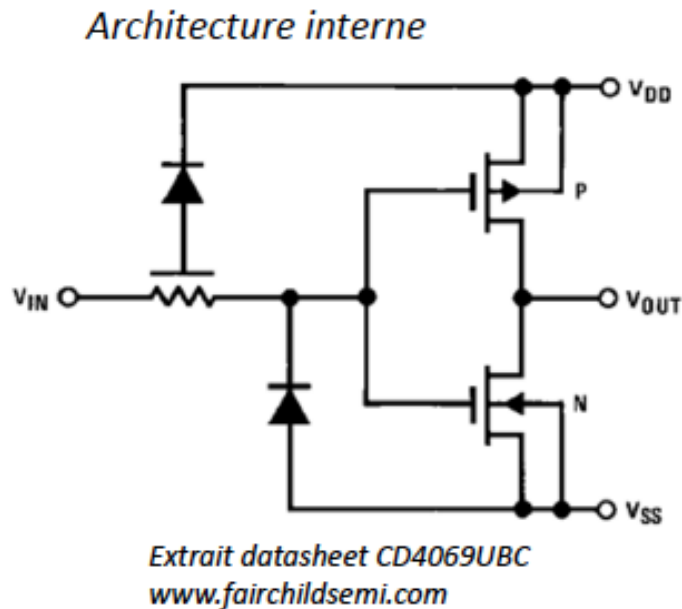 Architecture interne
VDD
P
VIN
VOUT
N
VSS
Extrait datasheet CD4069UBC
www.fairchildsemi.com